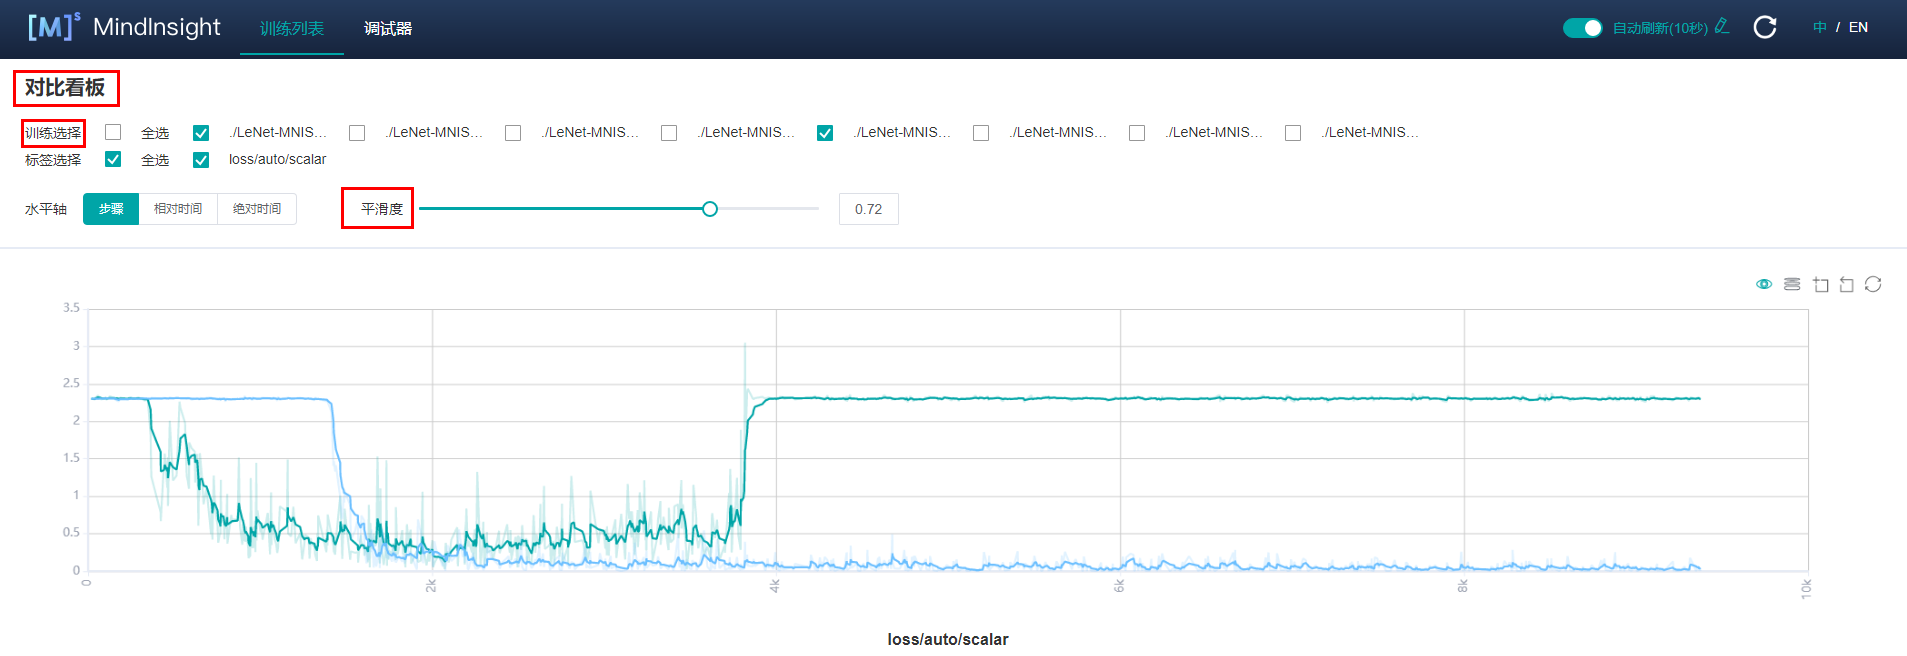 [M]s MindInsight 训练列表 调试器 自动刷新(10秒) 中 / EN
对比看板
训练选择 全选 ./LeNet-MNIS... ./LeNet-MNIS... ./LeNet-MNIS... ./LeNet-MNIS... ./LeNet-MNIS... ./LeNet-MNIS... ./LeNet-MNIS... ./LeNet-MNIS...
标签选择 全选 loss/auto/scalar
水平轴 步骤 相对时间 绝对时间 平滑度 0.72
3.5
3
2.5
2
1.5
1
0.5
0
0 2k 4k 6k 8k 10k
loss/auto/scalar